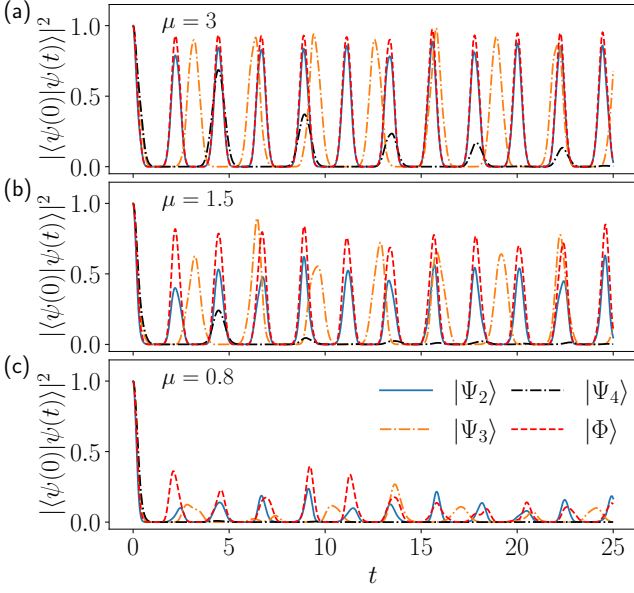 (a)
μ = 3
|⟨ψ(0)|ψ(t)⟩|²
1.0
0.5
0.0
(b)
μ = 1.5
|⟨ψ(0)|ψ(t)⟩|²
1.0
0.5
0.0
(c)
μ = 0.8
|⟨ψ(0)|ψ(t)⟩|²
1.0
0.5
0.0
|Ψ₂⟩ |Ψ₄⟩
|Ψ₃⟩ |Φ⟩
0 5 10 15 20 25
t